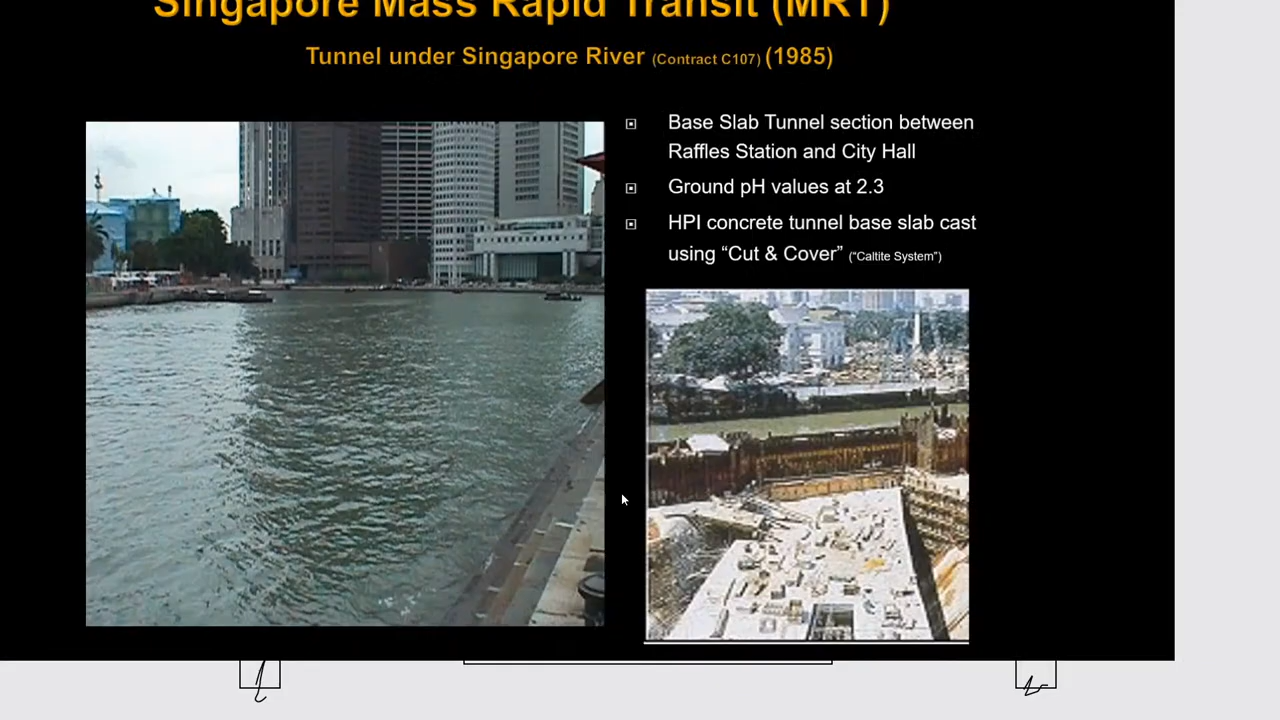 Singapore Mass Rapid Transit (MRT)
Tunnel under Singapore River (Contract C107) (1985)
Base Slab Tunnel section between
Raffles Station and City Hall
Ground pH values at 2.3
HPI concrete tunnel base slab cast
using “Cut & Cover” (“Caltite System”)